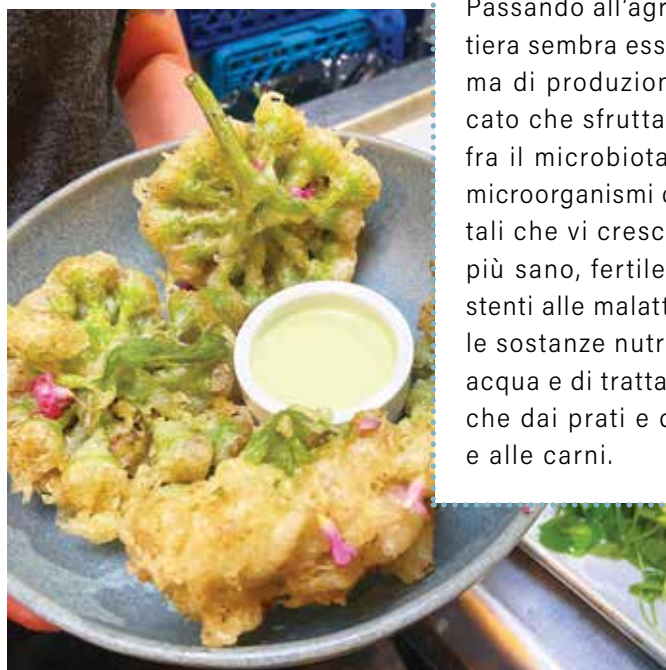 Passando all'agr
tiera sembra ess
ma di produzion
cato che sfrutta
fra il microbiota
microorganismi
tali che vi cresc
più sano, fertile
stenti alle malatt
le sostanze nutr
acqua e di tratta
che dai prati e
e alle carni.